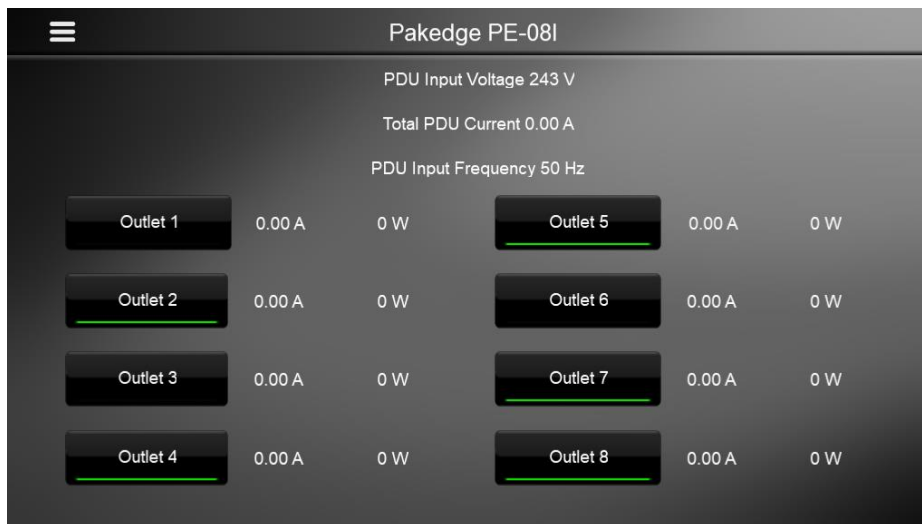 Pakedge PE-08I
PDU Input Voltage 243 V
Total PDU Current 0.00 A
PDU Input Frequency 50 Hz
Outlet 1 0.00 A 0 W Outlet 5 0.00 A 0 W
Outlet 2 0.00 A 0 W Outlet 6 0.00 A 0 W
Outlet 3 0.00 A 0 W Outlet 7 0.00 A 0 W
Outlet 4 0.00 A 0 W Outlet 8 0.00 A 0 W